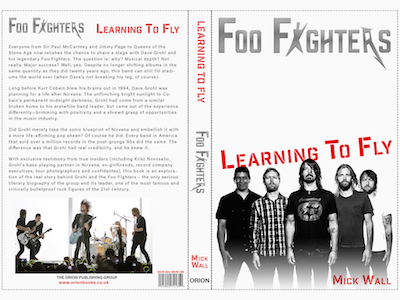 Foo Fighters
Learning to Fly
Everyone from Sir Paul McCartney and Jimmy Page to Queens of the
Stone Age now relishes the chance to share a stage with Dave Grohl and
his legendary Foo Fighters. The question is: why? Musical depth? Not
really. Major success? Well, yes. Despite no longer shifting albums in the
same quantity as they did twenty years ago, this band can still fill stadi-
ums the world over (when Dave's not breaking his leg, of course).
Long before Kurt Cobain blew his brains out in 1994, Dave Grohl was
planning for a life after Nirvana. The unflinching bright sunlight to Co-
bain's permanent midnight darkness. Grohl had come from a similar
broken home to his erstwhile band leader, but came out of the experience
differently—brimming with positivity and a shrewd grasp of opportunities
in the music industry.
Did Grohl merely take the sonic blueprint of Nirvana and embellish it with
a more life-affirming pop sheen? Of course he did. Every band in America
that sold over a million records in the post-grunge 90s did the same. The
difference was that Grohl had real credibility, and he knew it.
With exclusive testimony from true insiders (including Krist Novoselic,
Grohl's bass-playing partner in Nirvana, ex girlfriends, record company
executives, tour photographers and confidantes), this book is an explora-
tion of the real story behind Grohl and the Foo Fighters - the only serious
literary biography of the group and its leader, one of the most famous and
critically bulletproof rock figures of the 21st century.
THE ORION PUBLISHING GROUP
www.orionbooks.co.uk
Learning to Fly
Foo Fighters
Mick
Wall
ORION
Foo Fighters
Learning To Fly
Mick Wall